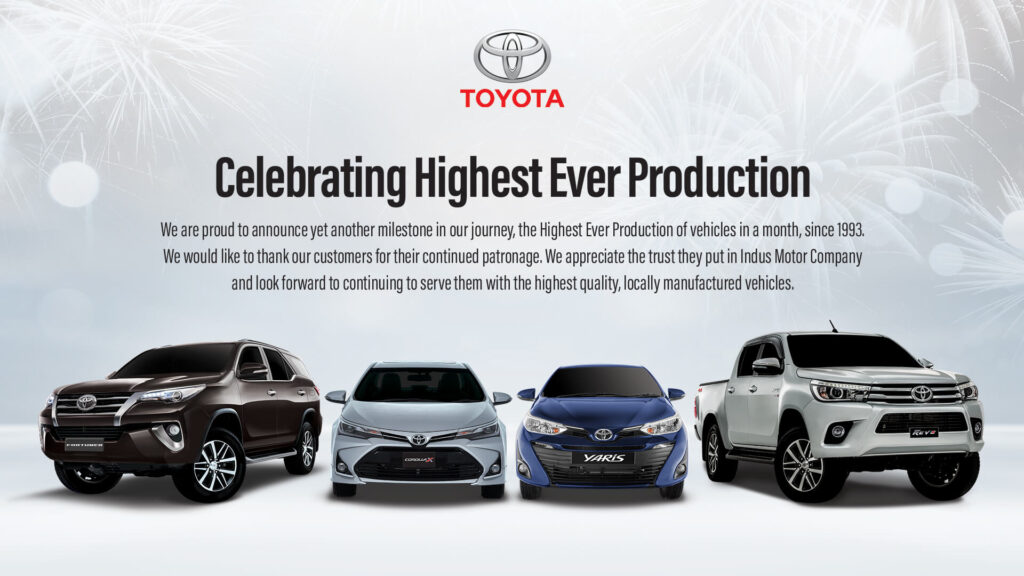 TOYOTA
Celebrating Highest Ever Production
We are proud to announce yet another milestone in our journey, the Highest Ever Production of vehicles in a month, since 1993.
We would like to thank our customers for their continued patronage. We appreciate the trust they put in Indus Motor Company
and look forward to continuing to serve them with the highest quality, locally manufactured vehicles.
FORTUNER
COROLLA X
YARIS
REVO